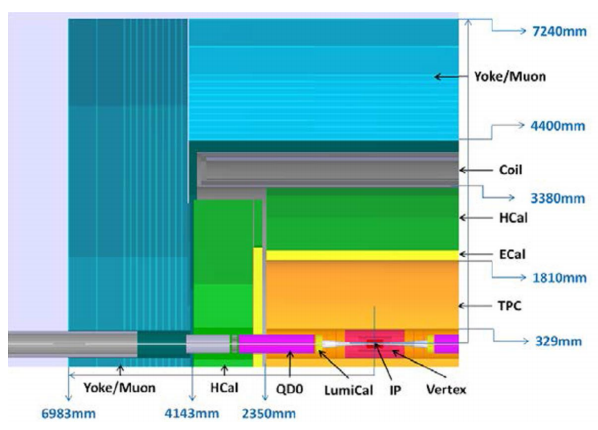 7240mm
Yoke/Muon
4400mm
Coil
3380mm
HCal
ECal
1810mm
TPC
329mm
Yoke/Muon HCal QD0 LumiCal IP Vertex
6983mm 4143mm 2350mm